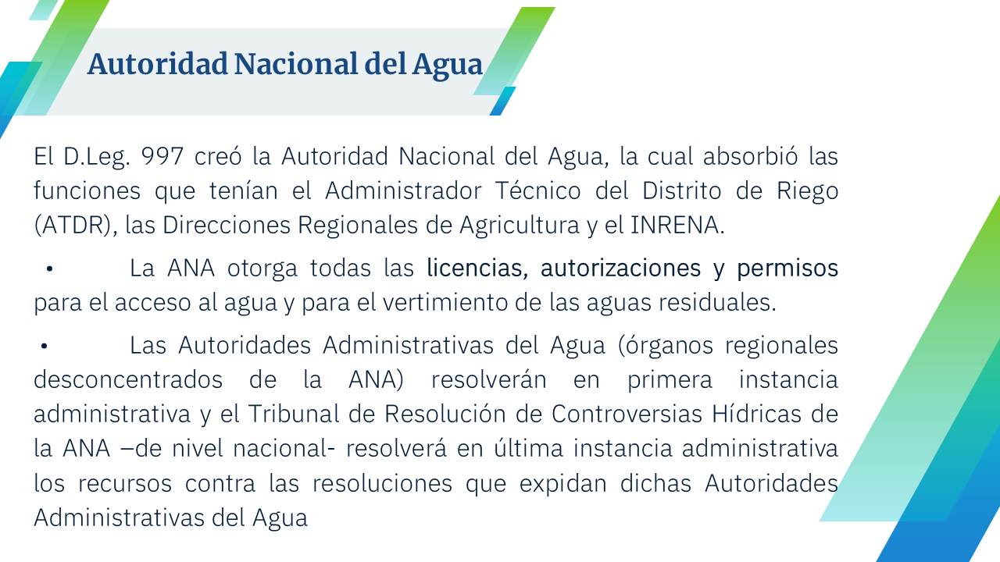 Autoridad Nacional del Agua
El D.Leg. 997 creó la Autoridad Nacional del Agua, la cual absorbió las
funciones que tenían el Administrador Técnico del Distrito de Riego
(ATDR), las Direcciones Regionales de Agricultura y el INRENA.
• La ANA otorga todas las licencias, autorizaciones y permisos
para el acceso al agua y para el vertimiento de las aguas residuales.
• Las Autoridades Administrativas del Agua (órganos regionales
desconcentrados de la ANA) resolverán en primera instancia
administrativa y el Tribunal de Resolución de Controversias Hídricas de
la ANA –de nivel nacional- resolverá en última instancia administrativa
los recursos contra las resoluciones que expidan dichas Autoridades
Administrativas del Agua